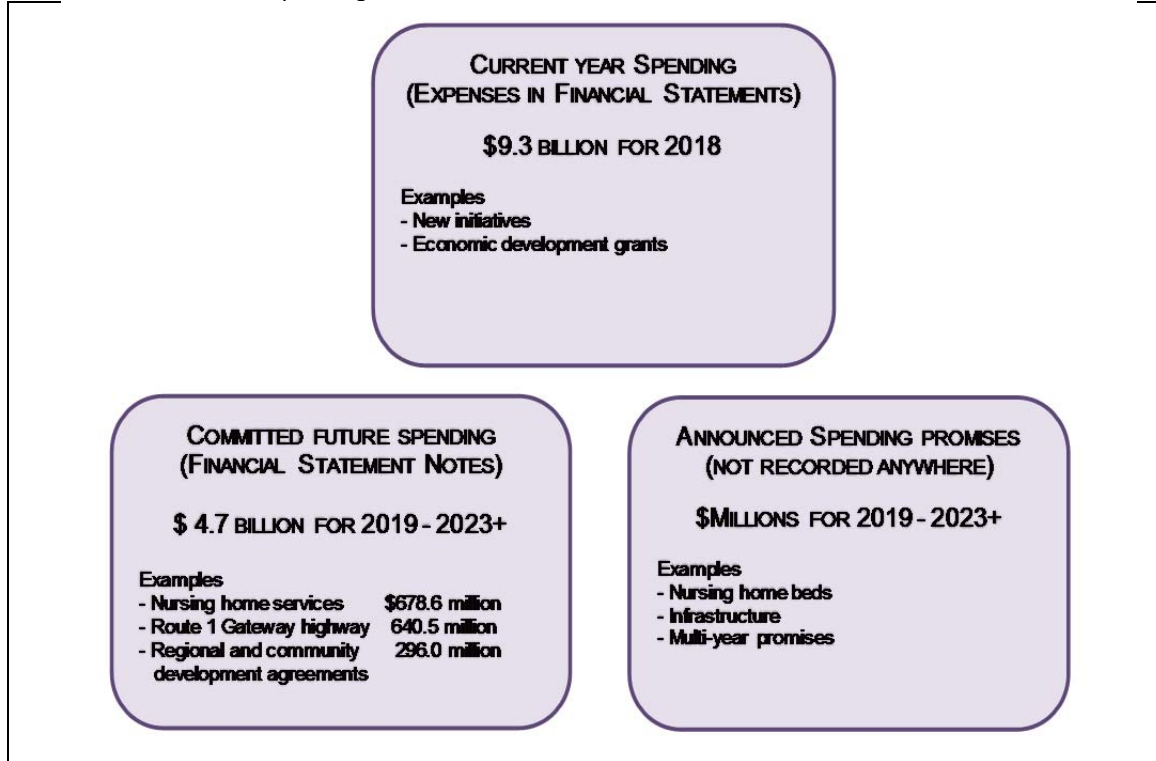 CURRENT YEAR SPENDING
(EXPENSES IN FINANCIAL STATEMENTS)
$9.3 BILLION FOR 2018
Examples
- New initiatives
- Economic development grants
COMMITTED FUTURE SPENDING
(FINANCIAL STATEMENT NOTES)
$ 4.7 BILLION FOR 2019 - 2023+
Examples
- Nursing home services $678.6 million
- Route 1 Gateway highway 640.5 million
- Regional and community 296.0 million
development agreements
ANNOUNCED SPENDING PROMISES
(NOT RECORDED ANYWHERE)
$MILLIONS FOR 2019 - 2023+
Examples
- Nursing home beds
- Infrastructure
- Multi-year promises